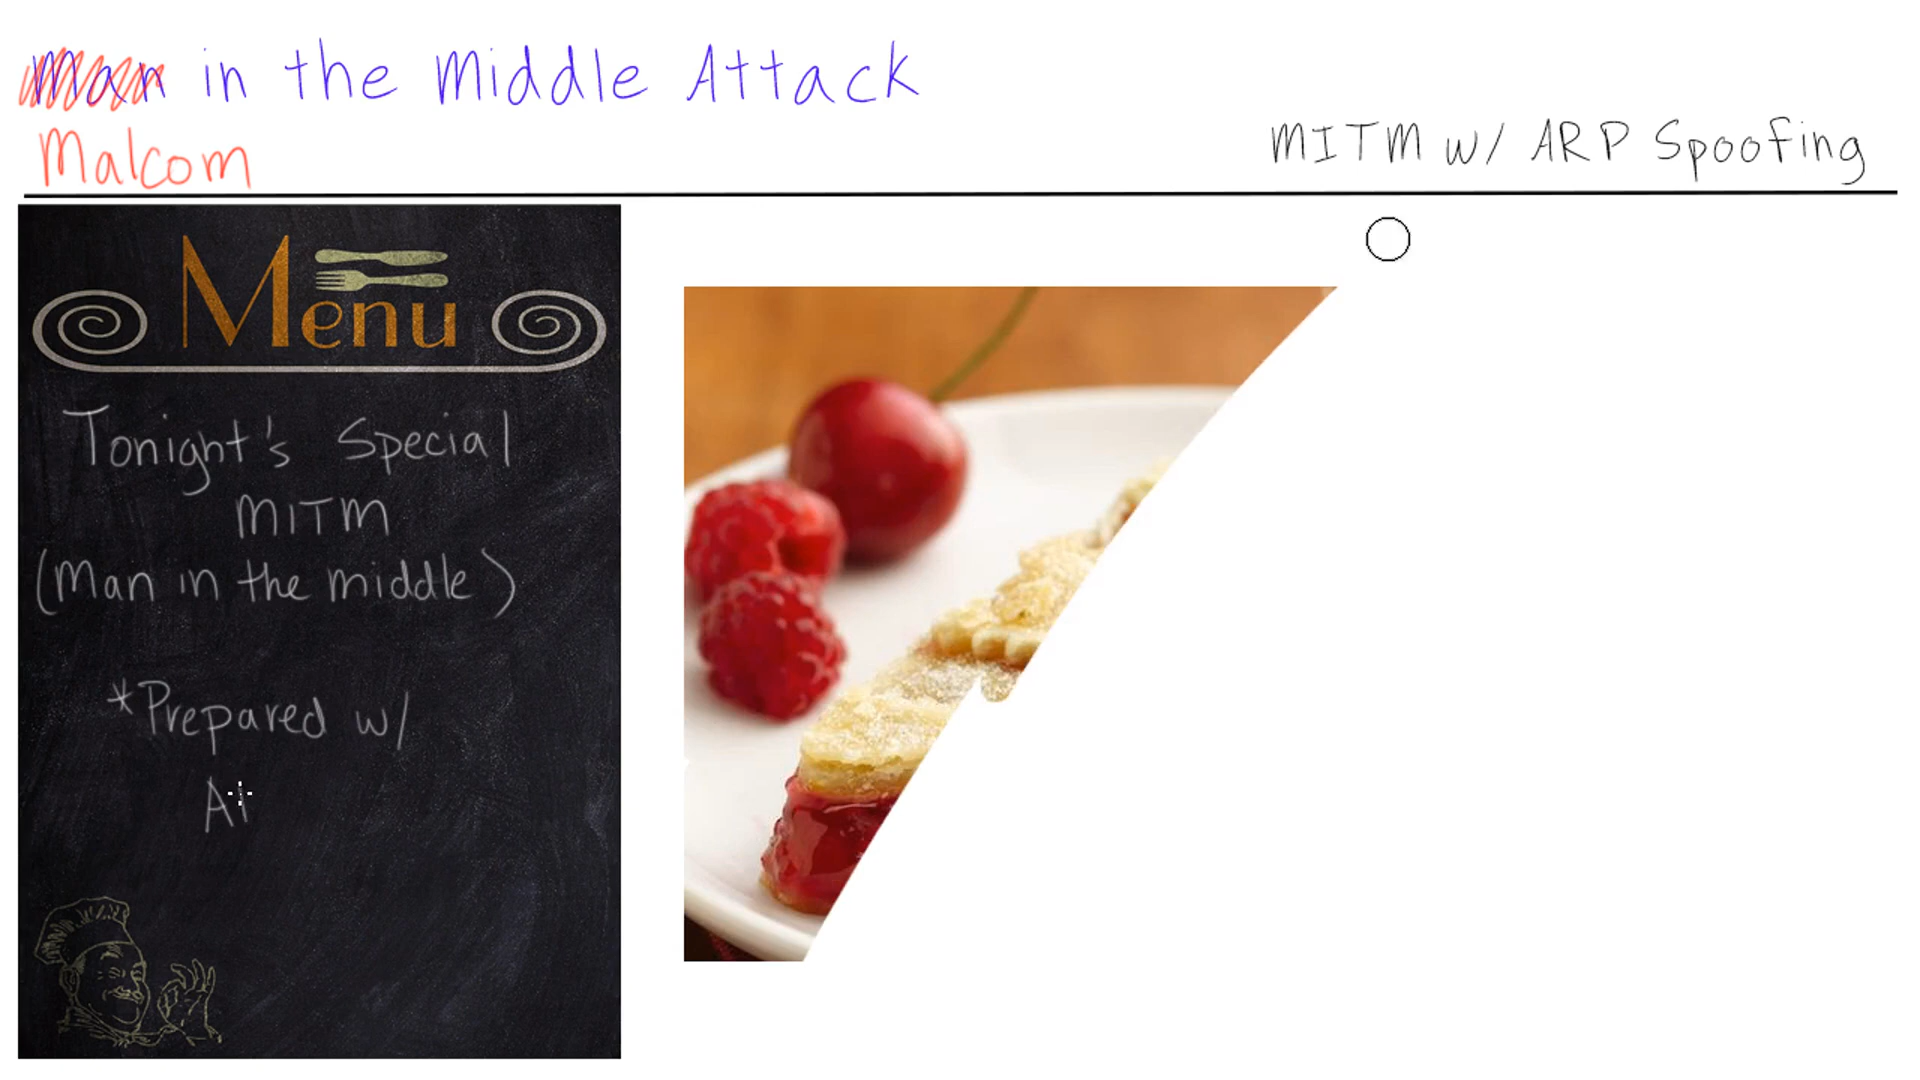 Man in the Middle Attack
Malcom
MITM w/ ARP Spoofing
Menu
Tonight's Special
MITM
(Man in the middle)
*Prepared w/
A